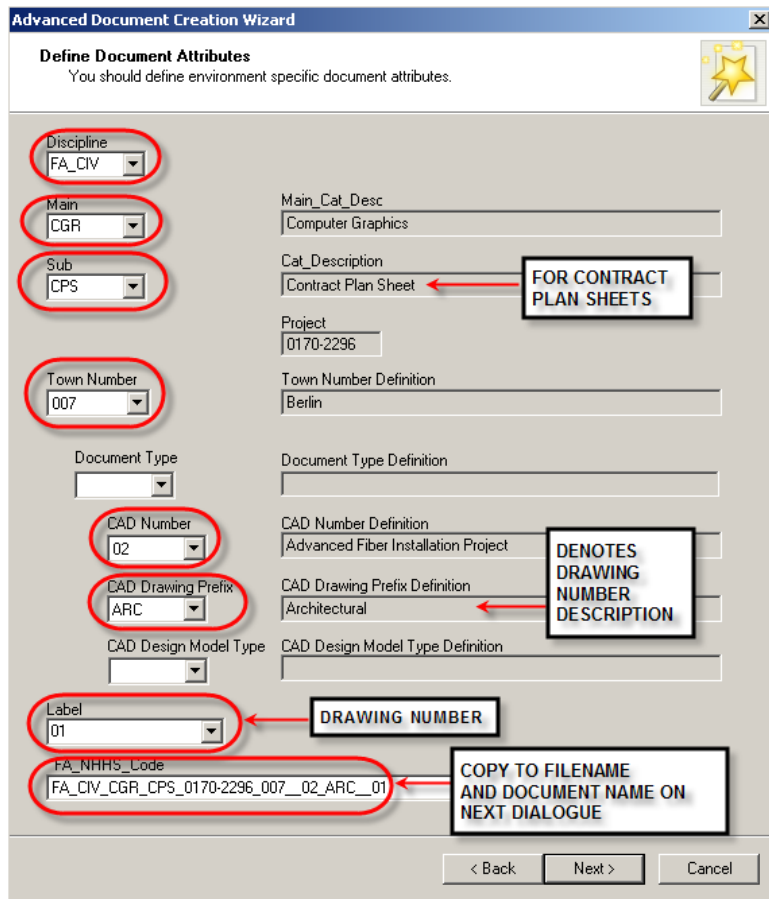 Advanced Document Creation Wizard
Define Document Attributes
You should define environment specific document attributes.
Discipline
FA_CIV
Main
CGR
Main_Cat_Desc
Computer Graphics
Sub
CPS
Cat_Description
Contract Plan Sheet
FOR CONTRACT
PLAN SHEETS
Project
0170-2296
Town Number
007
Town Number Definition
Berlin
Document Type
Document Type Definition
CAD Number
02
CAD Number Definition
Advanced Fiber Installation Project
CAD Drawing Prefix
ARC
CAD Drawing Prefix Definition
Architectural
DENOTES
DRAWING
NUMBER
DESCRIPTION
CAD Design Model Type
CAD Design Model Type Definition
Label
01
DRAWING NUMBER
FA_NHHS_Code
FA_CIV_CGR_CPS_0170-2296_007__02_ARC__01
COPY TO FILENAME
AND DOCUMENT NAME ON
NEXT DIALOGUE
< Back
Next >
Cancel